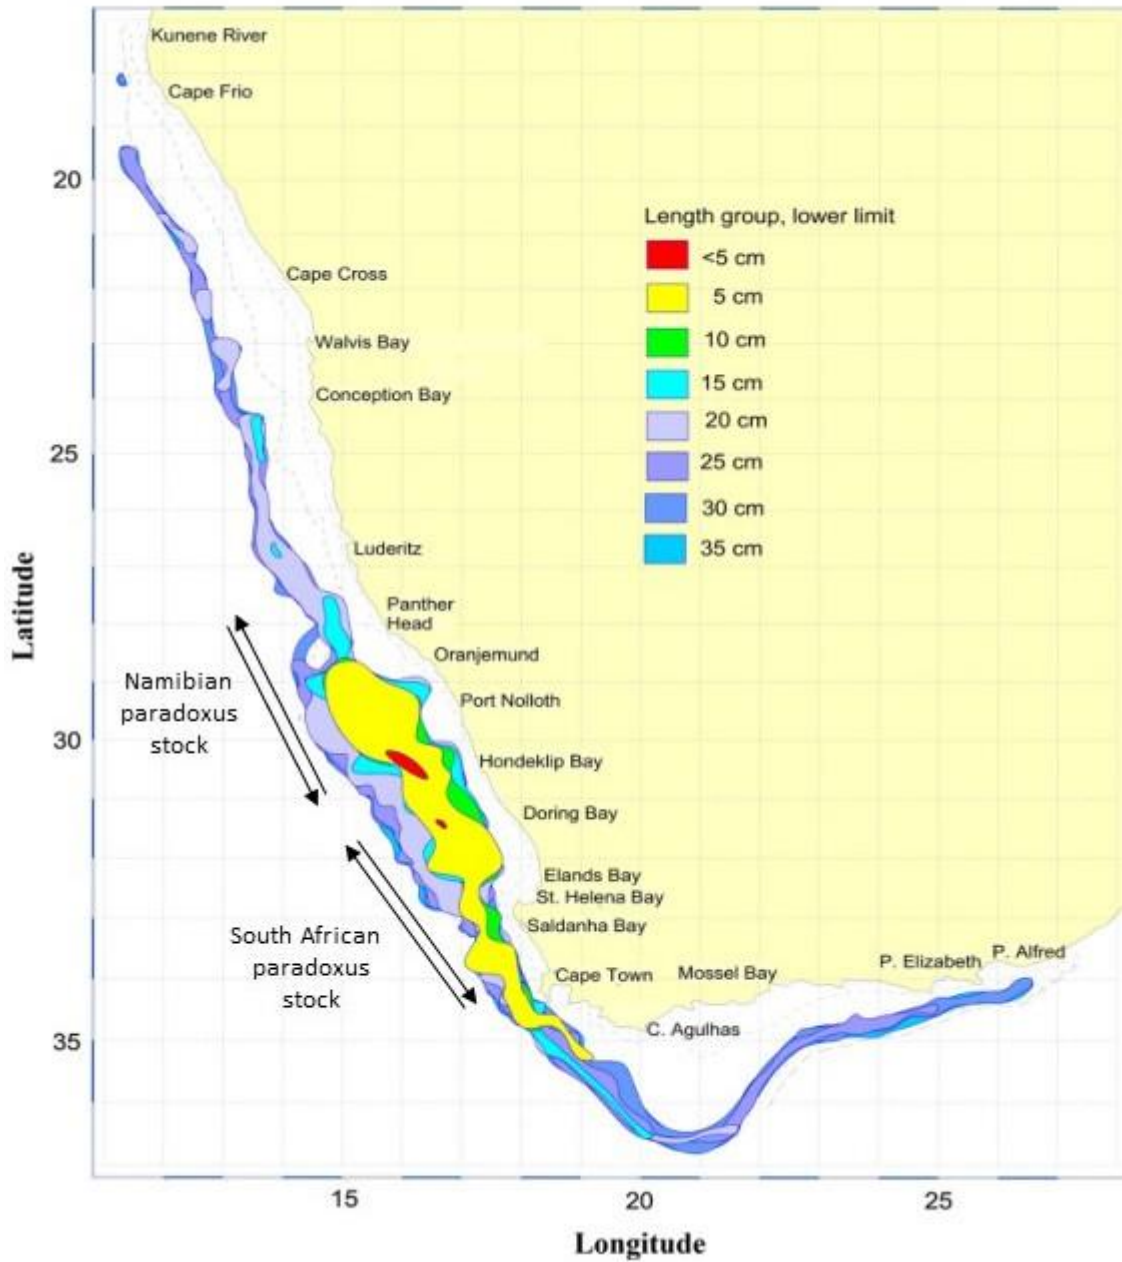 Kunene River
Cape Frio
20
Length group, lower limit
<5 cm
5 cm
10 cm
15 cm
20 cm
25 cm
30 cm
35 cm
Cape Cross
Walvis Bay
Conception Bay
25
Luderitz
Panther
Head
Oranjemund
Port Nolloth
Namibian
paradoxus
stock
30
Hondeklip Bay
Doring Bay
Elands Bay
St. Helena Bay
Saldanha Bay
South African
paradoxus
stock
Cape Town
Mossel Bay
P. Elizabeth
P. Alfred
C. Agulhas
35
Latitude
15
20
25
Longitude